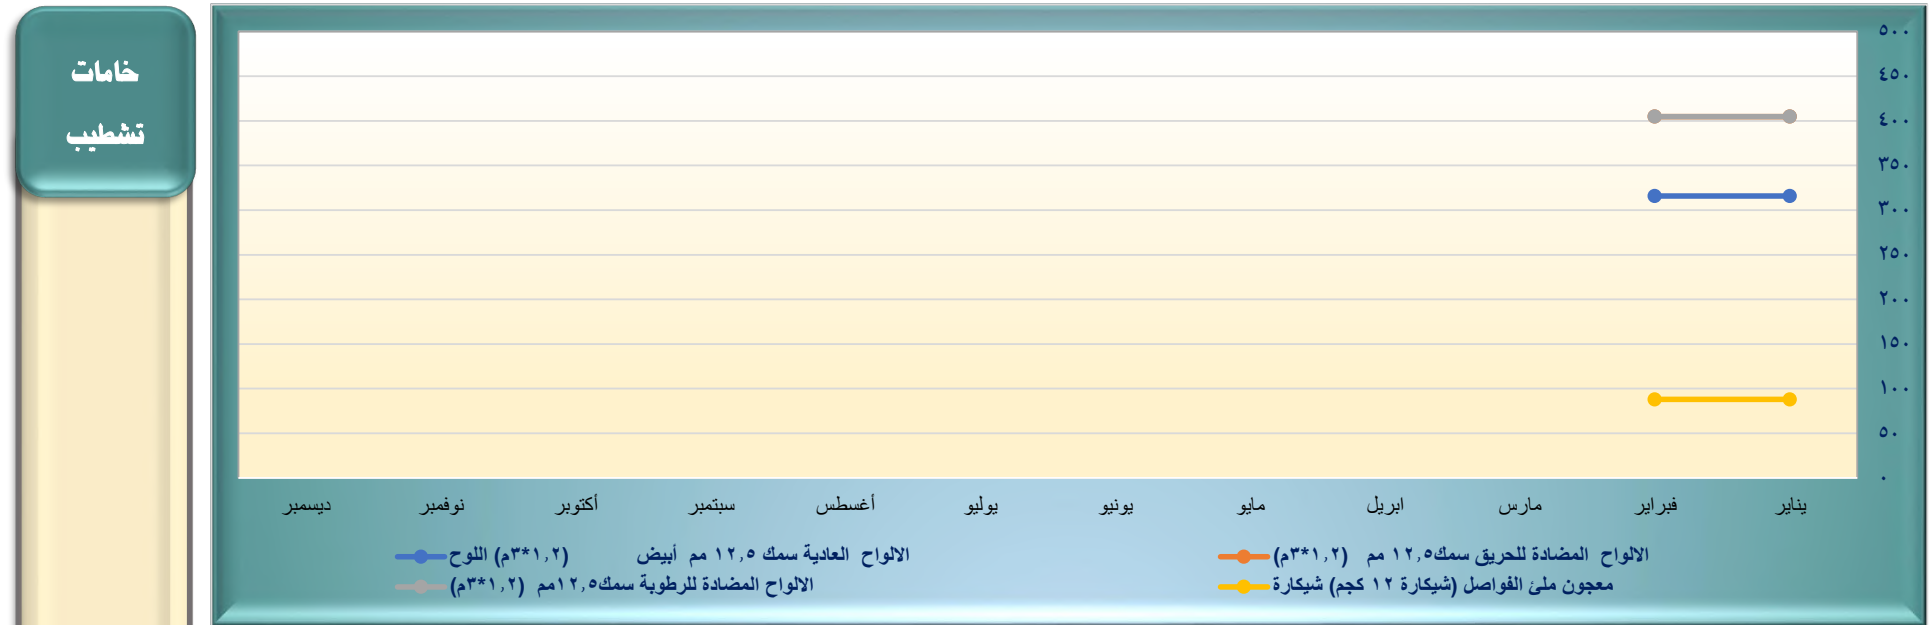 خامات
تشطيب
٥٠٠
٤٥٠
٤٠٠
٣٥٠
٣٠٠
٢٥٠
٢٠٠
١٥٠
١٠٠
٥٠
٠
يناير فبراير مارس ابريل مايو يونيو يوليو أغسطس سبتمبر أكتوبر نوفمبر ديسمبر
الالواح المضادة للحريق سمك١٢,٥ مم (١,٢*٣م)
الالواح العادية سمك ١٢,٥ مم أبيض (١,٢*٣م) اللوح
معجون ملئ الفواصل (شيكارة ١٢ كجم) شيكارة
الالواح المضادة للرطوبة سمك١٢,٥مم (١,٢*٣م)